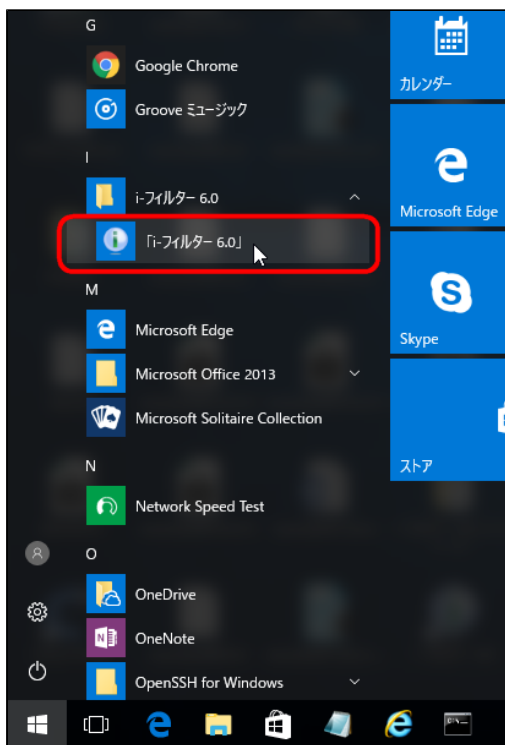 G
Google Chrome
Groove ミュージック
I
i-フィルター 6.0
「i-フィルター 6.0」
M
Microsoft Edge
Microsoft Office 2013
Microsoft Solitaire Collection
N
Network Speed Test
O
OneDrive
OneNote
OpenSSH for Windows
カレンダー
Microsoft Edge
Skype
ストア